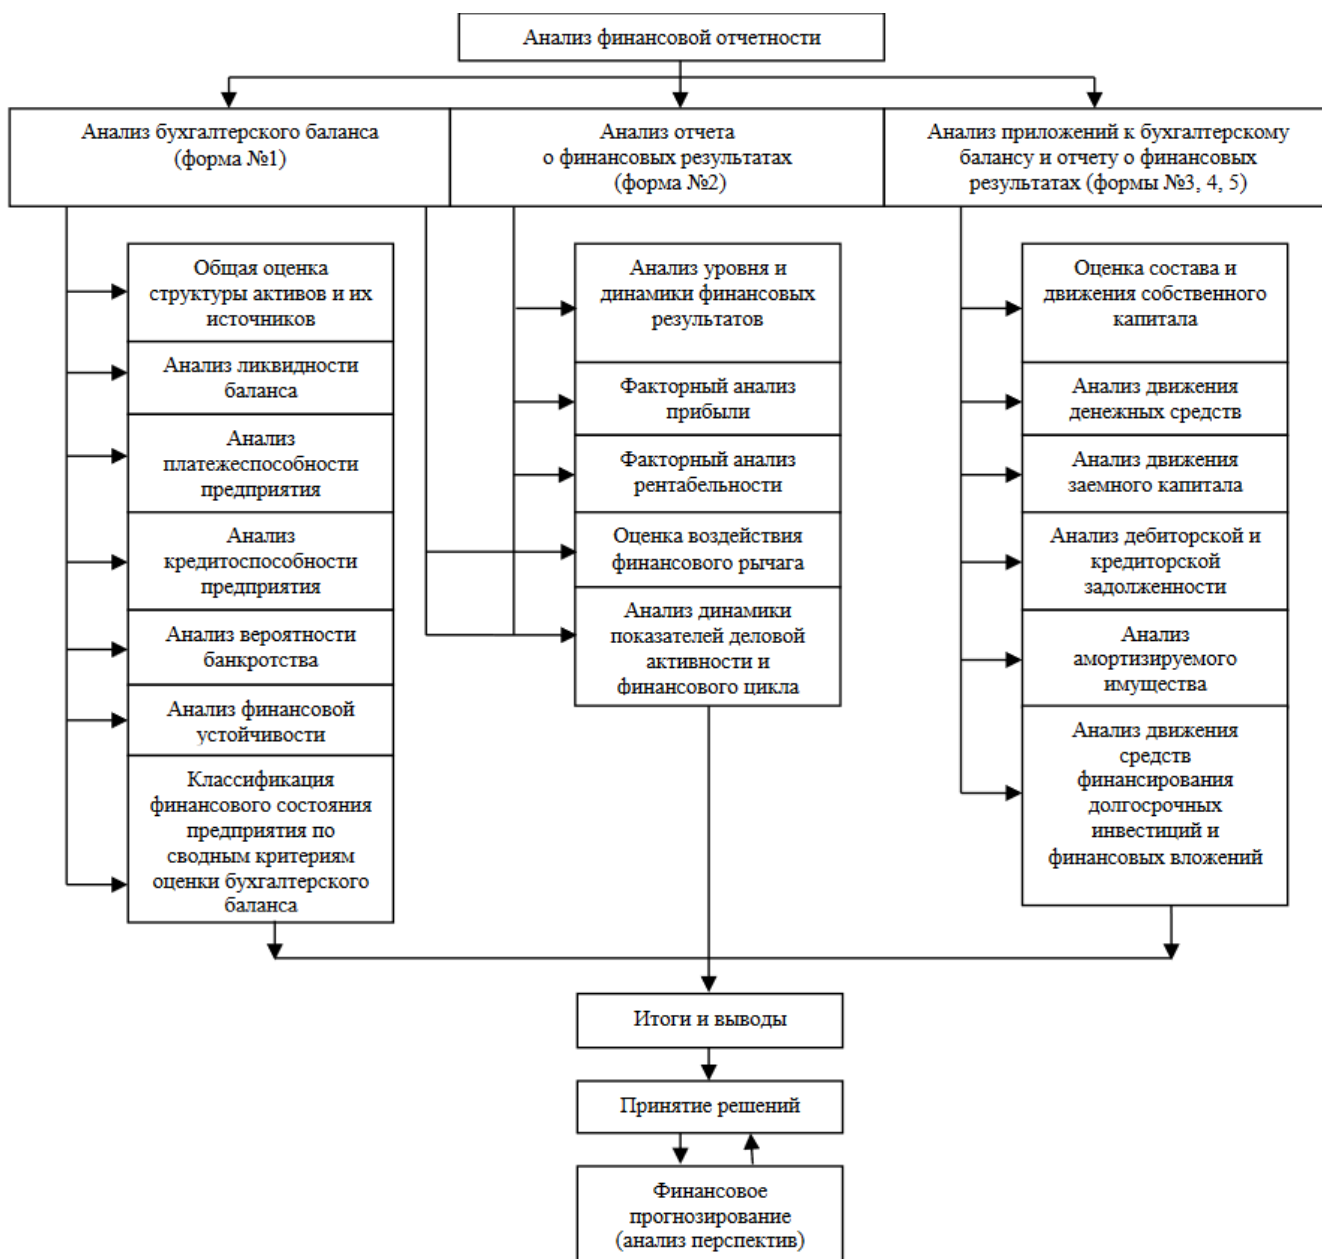 Анализ финансовой отчетности
Анализ бухгалтерского баланса
(форма №1)
Анализ отчета
о финансовых результатах
(форма №2)
Анализ приложений к бухгалтерскому
балансу и отчету о финансовых
результатах (формы №3, 4, 5)
Общая оценка
структуры активов и их
источников
Анализ ликвидности
баланса
Анализ
платежеспособности
предприятия
Анализ
кредитоспособности
предприятия
Анализ вероятности
банкротства
Анализ финансовой
устойчивости
Классификация
финансового состояния
предприятия по
сводным критериям
оценки бухгалтерского
баланса
Анализ уровня и
динамики финансовых
результатов
Факторный анализ
прибыли
Факторный анализ
рентабельности
Оценка воздействия
финансового рычага
Анализ динамики
показателей деловой
активности и
финансового цикла
Оценка состава и
движения собственного
капитала
Анализ движения
денежных средств
Анализ движения
заемного капитала
Анализ дебиторской и
кредиторской
задолженности
Анализ
амортизируемого
имущества
Анализ движения
средств
финансирования
долгосрочных
инвестиций и
финансовых вложений
Итоги и выводы
Принятие решений
Финансовое
прогнозирование
(анализ перспектив)